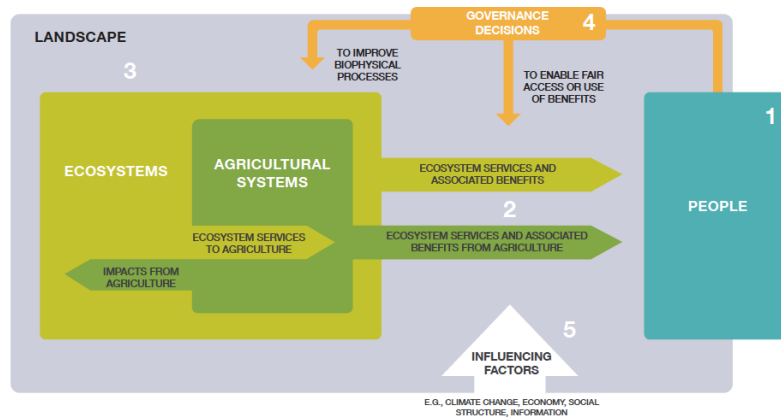 GOVERNANCE
DECISIONS
4
LANDSCAPE
3
TO IMPROVE
BIOPHYSICAL
PROCESSES
TO ENABLE FAIR
ACCESS OR USE
OF BENEFITS
1
ECOSYSTEMS
AGRICULTURAL
SYSTEMS
ECOSYSTEM SERVICES AND
ASSOCIATED BENEFITS
2
PEOPLE
ECOSYSTEM SERVICES
TO AGRICULTURE
ECOSYSTEM SERVICES AND ASSOCIATED
BENEFITS FROM AGRICULTURE
IMPACTS FROM
AGRICULTURE
5
INFLUENCING
FACTORS
E.G., CLIMATE CHANGE, ECONOMY, SOCIAL
STRUCTURE, INFORMATION